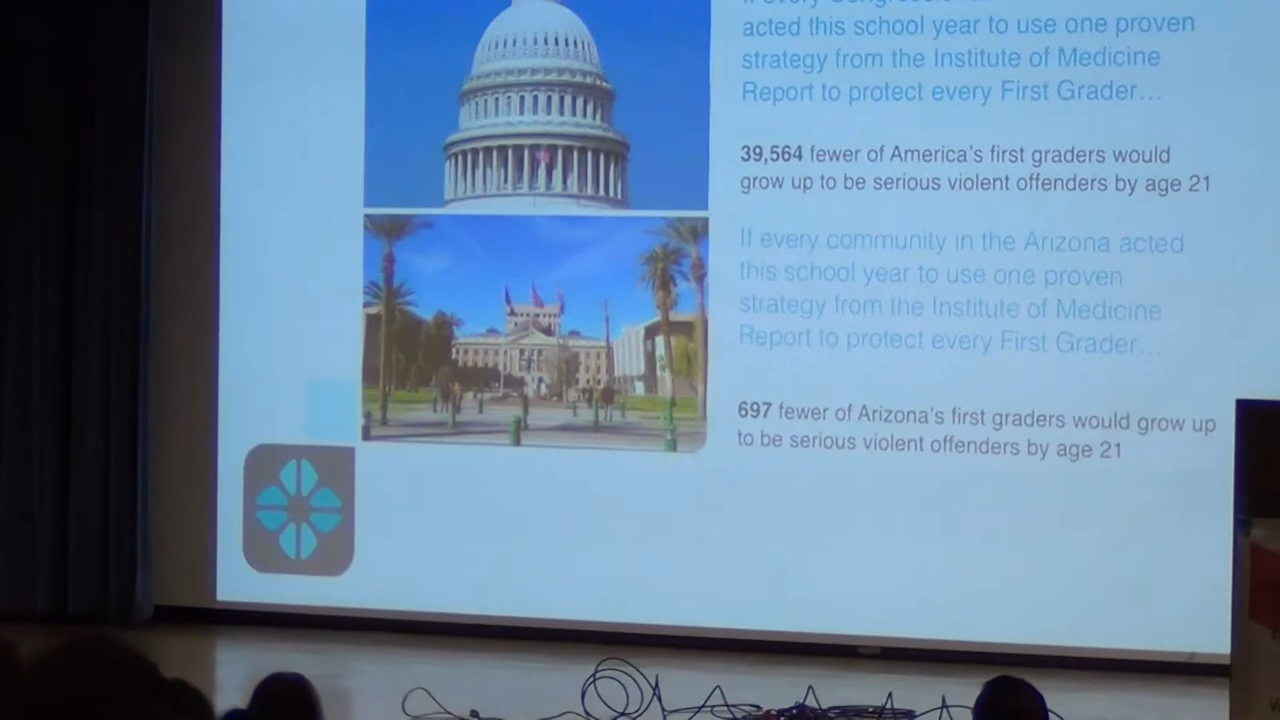 acted this school year to use one proven
strategy from the Institute of Medicine
Report to protect every First Grader...
39,564 fewer of America's first graders would
grow up to be serious violent offenders by age 21
If every community in the Arizona acted
this school year to use one proven
strategy from the Institute of Medicine
Report to protect every First Grader...
697 fewer of Arizona's first graders would grow up
to be serious violent offenders by age 21